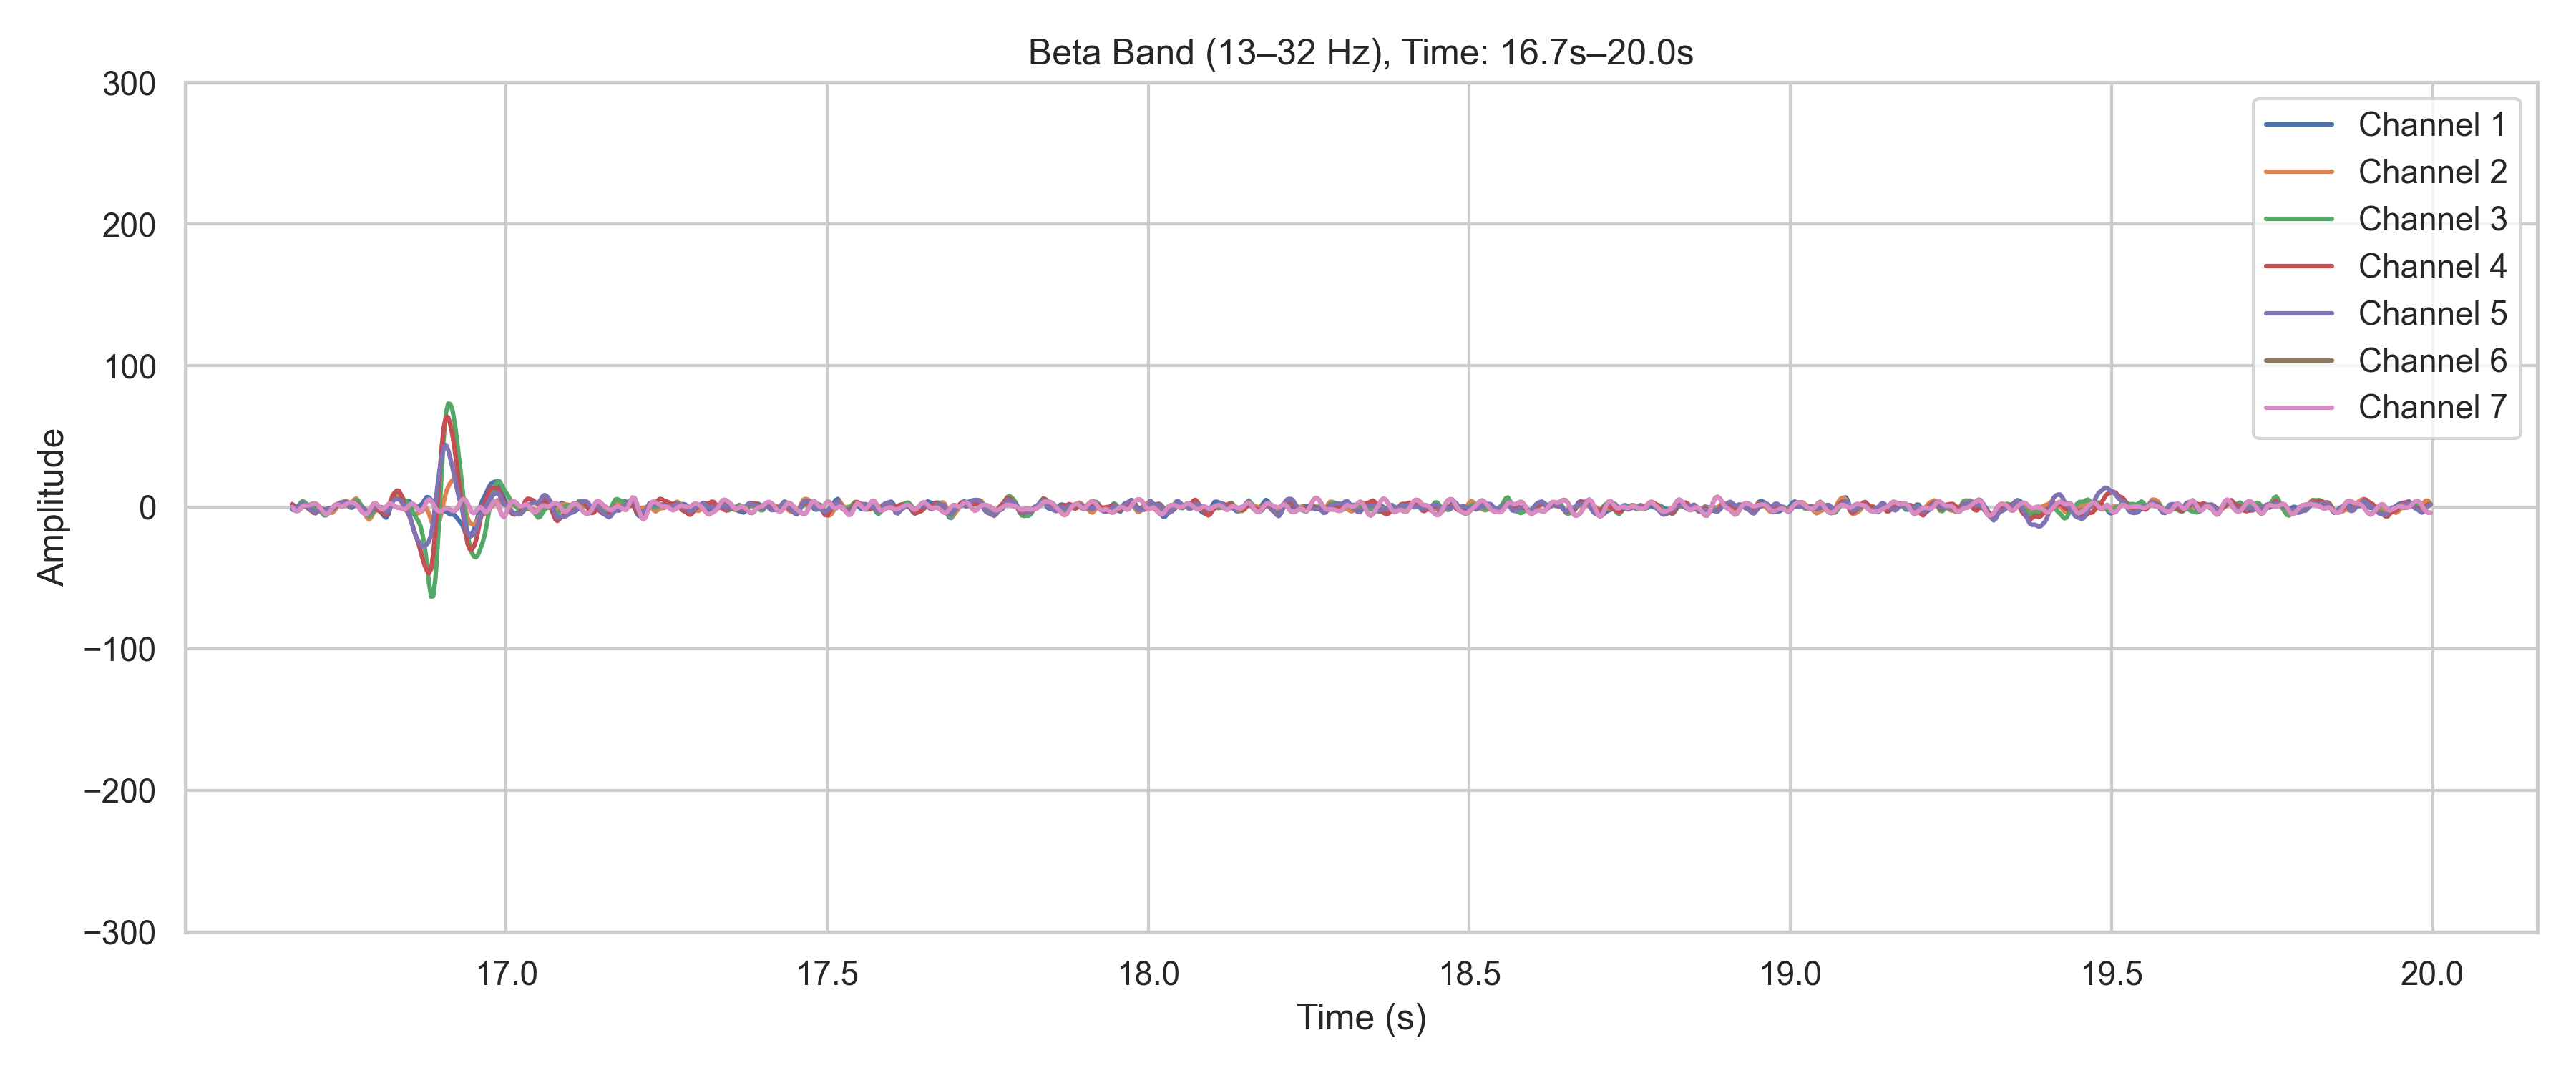 Beta Band (13–32 Hz), Time: 16.7s–20.0s
300
200
100
0
−100
−200
−300
Amplitude
17.0
17.5
18.0
18.5
19.0
19.5
20.0
Time (s)
Channel 1
Channel 2
Channel 3
Channel 4
Channel 5
Channel 6
Channel 7